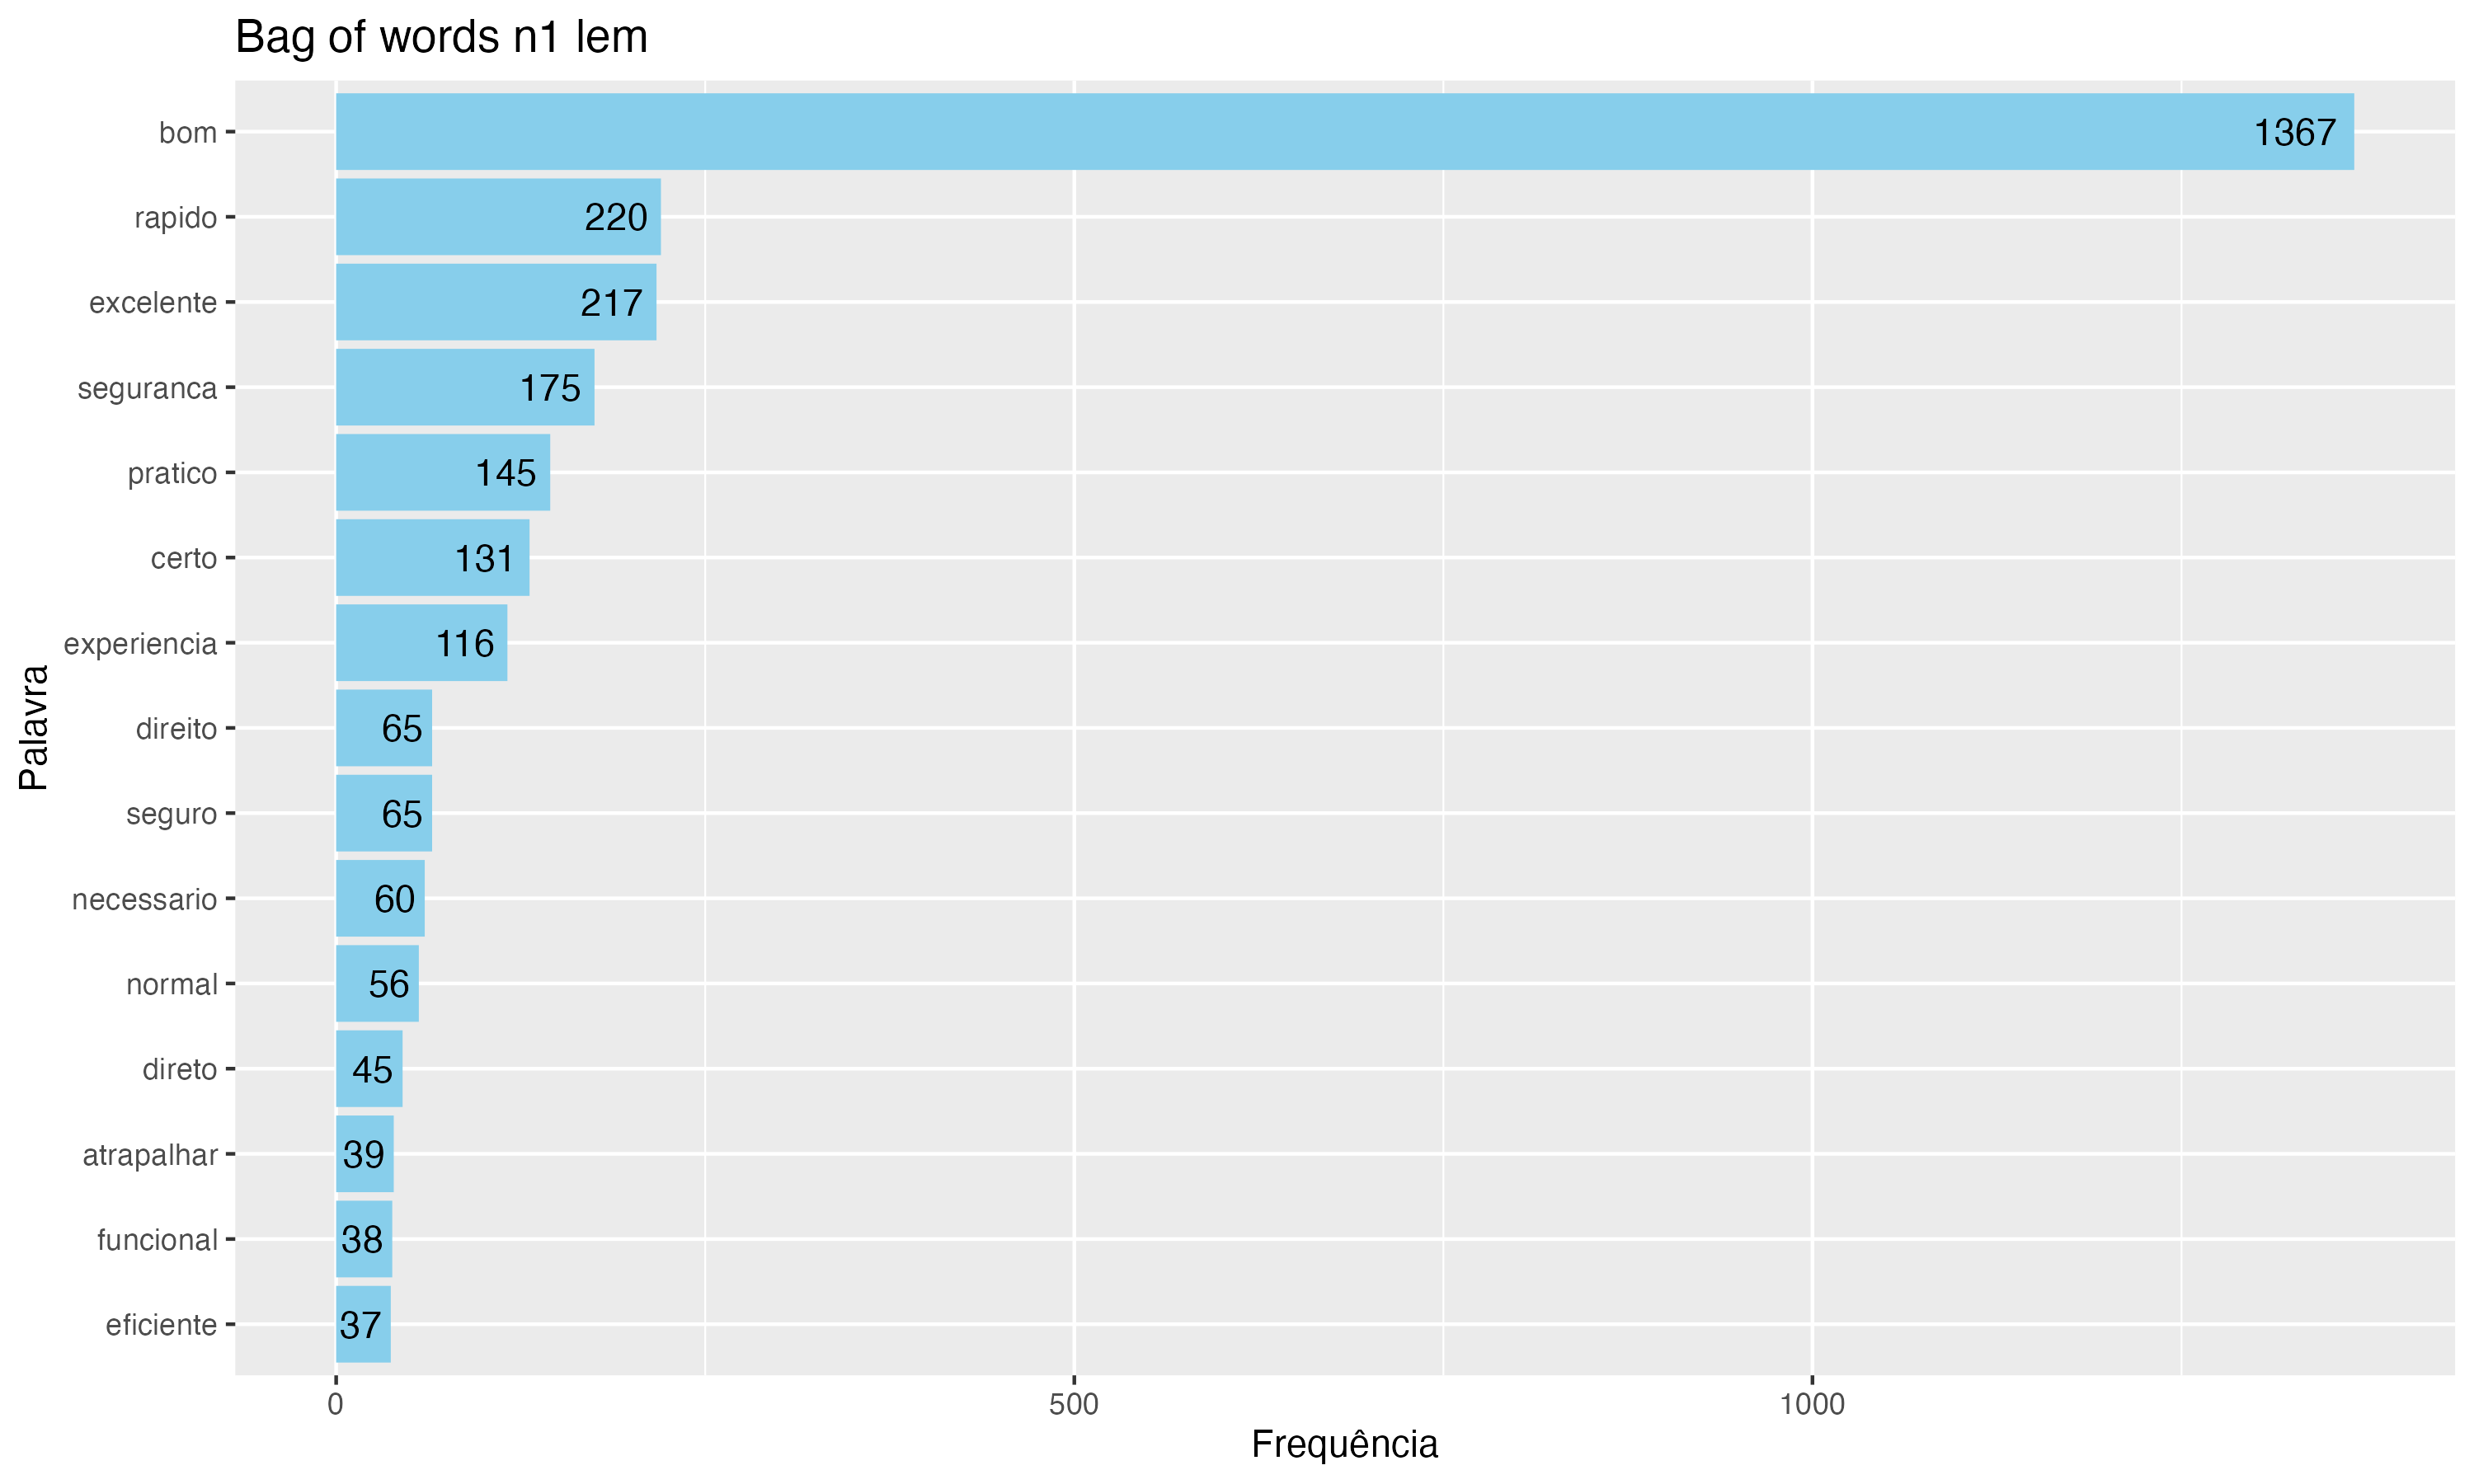 Bag of words n1 lem
Palavra
bom 1367
rapido 220
excelente 217
seguranca 175
pratico 145
certo 131
experiencia 116
direito 65
seguro 65
necessario 60
normal 56
direto 45
atrapalhar 39
funcional 38
eficiente 37
0 500 1000
Frequência